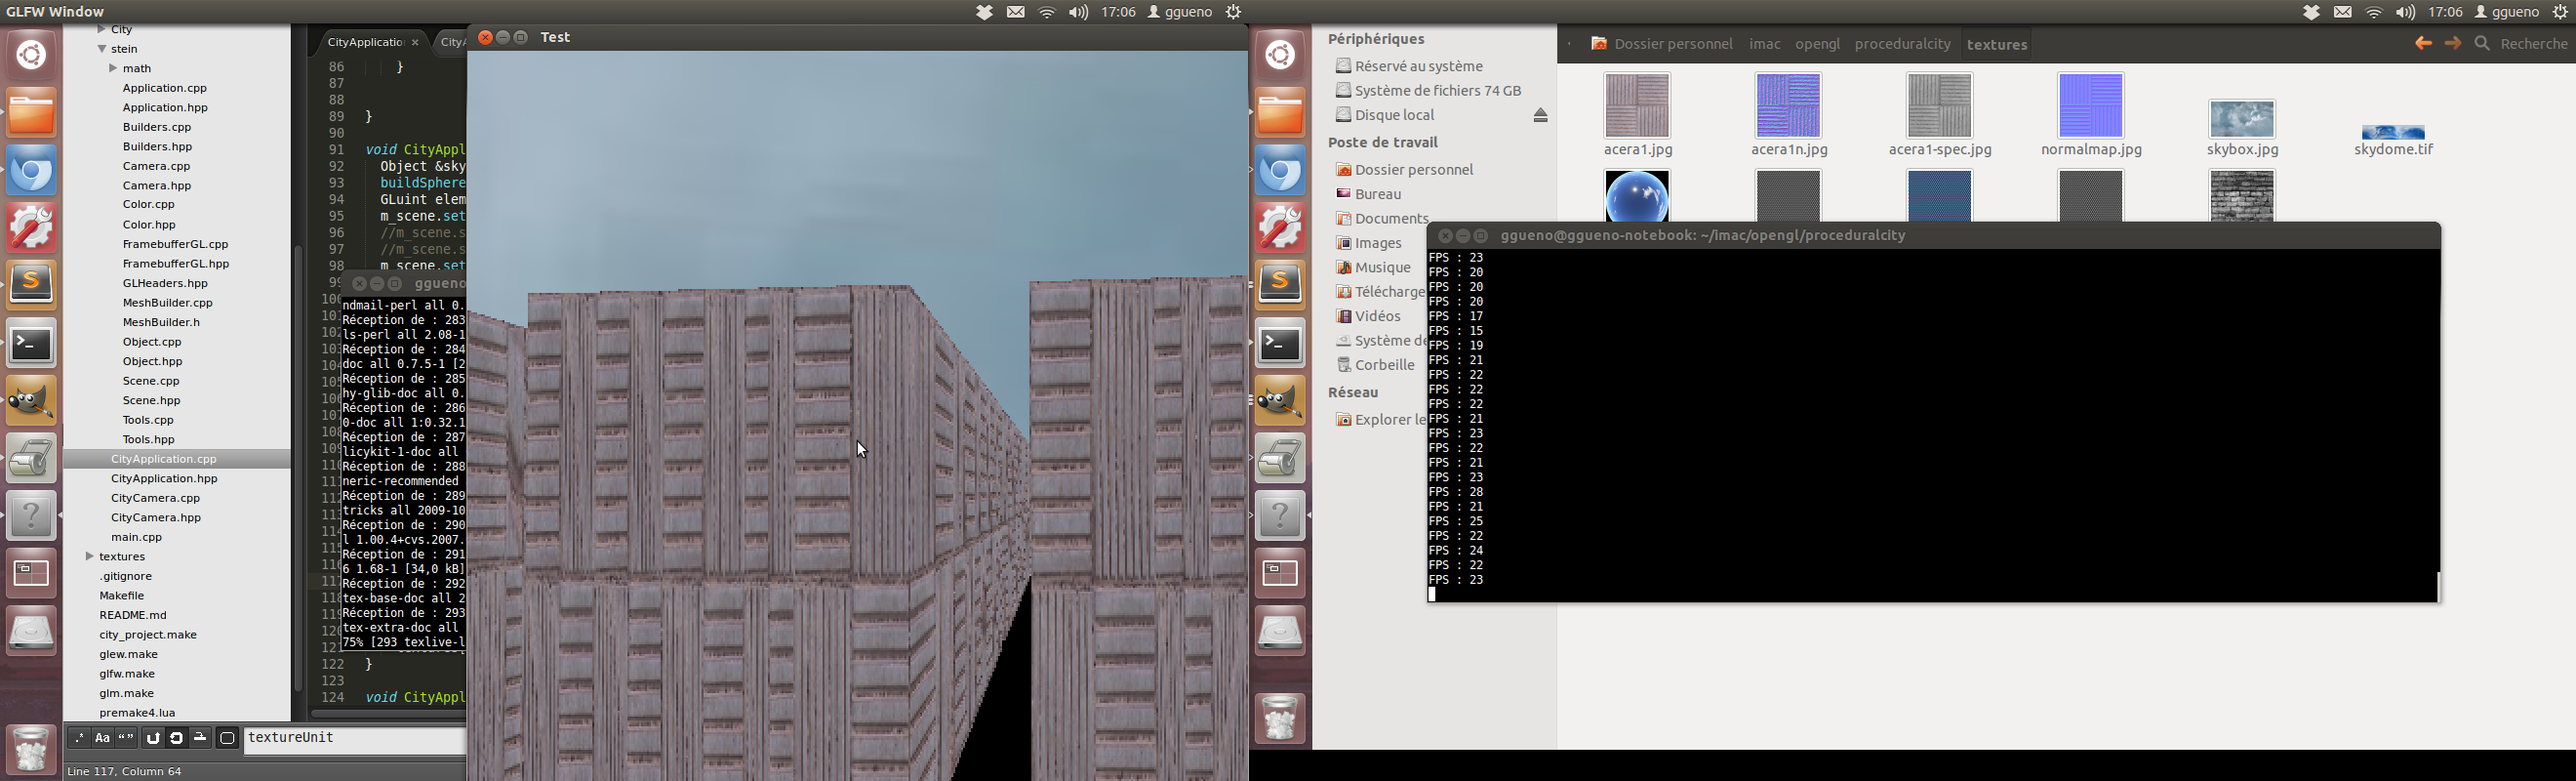 GLFW Window
17:06 ggueno
City
stein
math
Application.cpp
Application.hpp
Builders.cpp
Builders.hpp
Camera.cpp
Camera.hpp
Color.cpp
Color.hpp
FramebufferGL.cpp
FramebufferGL.hpp
GLHeaders.hpp
MeshBuilder.cpp
MeshBuilder.h
Object.cpp
Object.hpp
Scene.cpp
Scene.hpp
Tools.cpp
Tools.hpp
CityApplication.cpp
CityApplication.hpp
CityCamera.cpp
CityCamera.hpp
main.cpp
textures
.gitignore
Makefile
README.md
city_project.make
glew.make
glfw.make
glm.make
premake4.lua
.* Aa “”
textureUnit
Line 117, Column 64
CityApplicatio × CityA
86 }
87
88
89 }
90
91 void CityAppl
92 Object &sky
93 buildSphere
94 GLuint elem
95 m_scene.set
96 //m_scene.s
97 //m_scene.s
98 m_scene.set
ggueno
ndmail-perl all 0.
Réception de : 283
ls-perl all 2.08-1
Réception de : 284
doc all 0.7.5-1 [2
Réception de : 285
hy-glib-doc all 0.
Réception de : 286
0-doc all 1:0.32.1
Réception de : 287
licykit-1-doc all
Réception de : 288
neric-recommended
Réception de : 289
tricks all 2009-10
Réception de : 290
l 1.00.4+cvs.2007.
Réception de : 291
6 1.68-1 [34,0 kB]
Réception de : 292
tex-base-doc all 2
Réception de : 293
tex-extra-doc all
75% [293 texlive-l
122 }
123
124 void CityAppl
Test
17:06 ggueno
Périphériques
Réservé au système
Système de fichiers 74 GB
Disque local
Poste de travail
Dossier personnel
Bureau
Documents
Images
Musique
Télécharge
Vidéos
Système de
Corbeille
Réseau
Explorer le
Dossier personnel imac opengl proceduralcity textures Recherche
acera1.jpg acera1n.jpg acera1-spec.jpg normalmap.jpg skybox.jpg skydome.tif
ggueno@ggueno-notebook: ~/imac/opengl/proceduralcity
FPS : 23
FPS : 20
FPS : 20
FPS : 20
FPS : 17
FPS : 15
FPS : 19
FPS : 21
FPS : 22
FPS : 22
FPS : 22
FPS : 21
FPS : 23
FPS : 22
FPS : 21
FPS : 23
FPS : 28
FPS : 21
FPS : 25
FPS : 22
FPS : 24
FPS : 22
FPS : 23